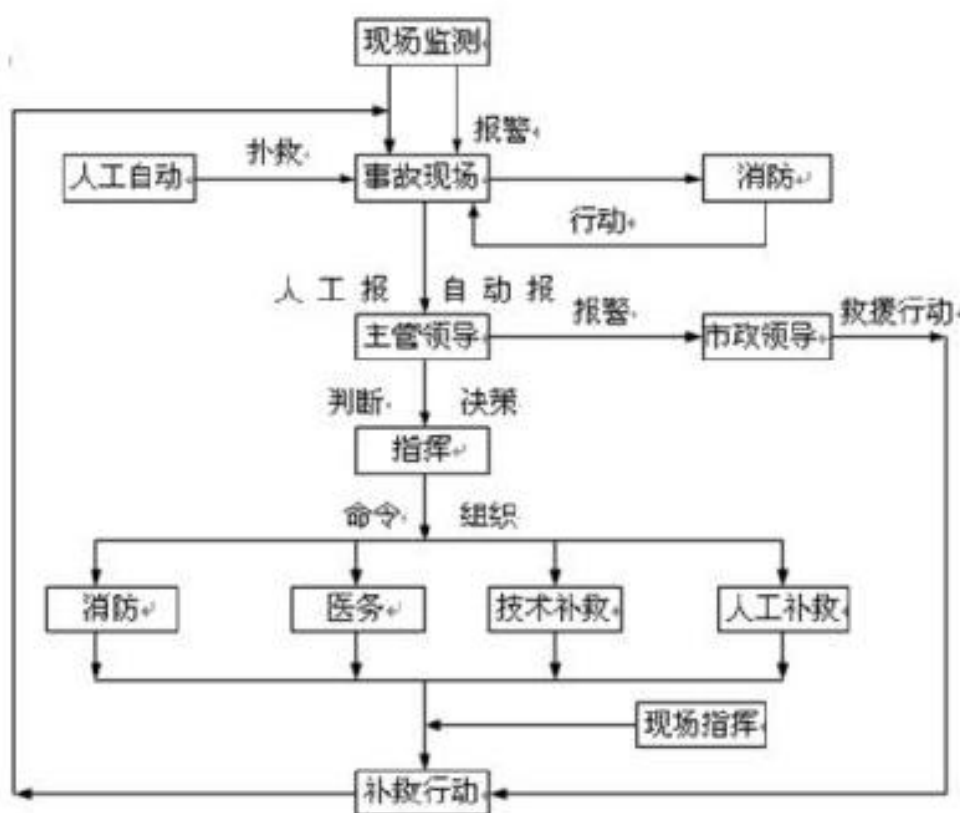 现场监测
报警
扑救
人工自动 事故现场 消防
行动
人 工 报 自 动 报
报警 救援行动
主管领导 市政领导
判断 决策
指挥
命令 组织
消防 医务 技术补救 人工补救
现场指挥
补救行动